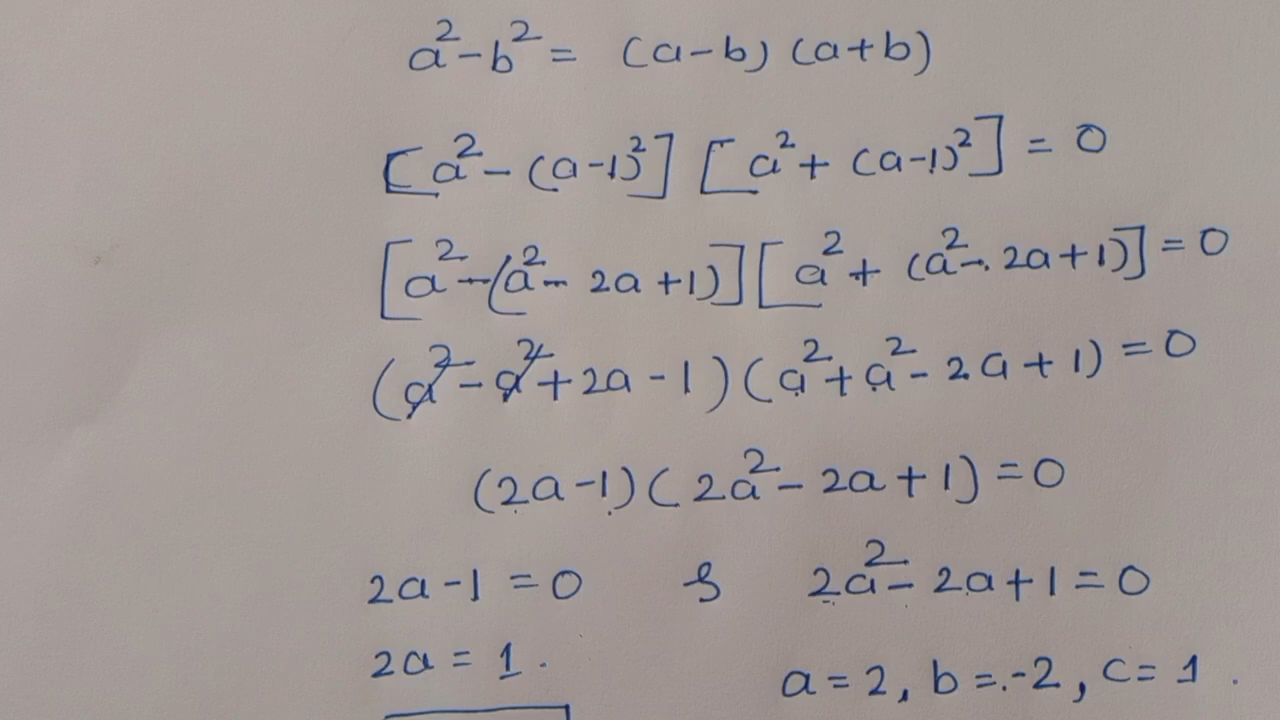 a² - b² = (a-b) (a+b)
[a² - (a-1)²] [a² + (a-1)²] = 0
[a² - (a² - 2a + 1)] [a² + (a² - 2a + 1)] = 0
(a² - a² + 2a - 1) (a² + a² - 2a + 1) = 0
(2a - 1) (2a² - 2a + 1) = 0
2a - 1 = 0 & 2a² - 2a + 1 = 0
2a = 1.
a = 2, b = -2, c = 1.